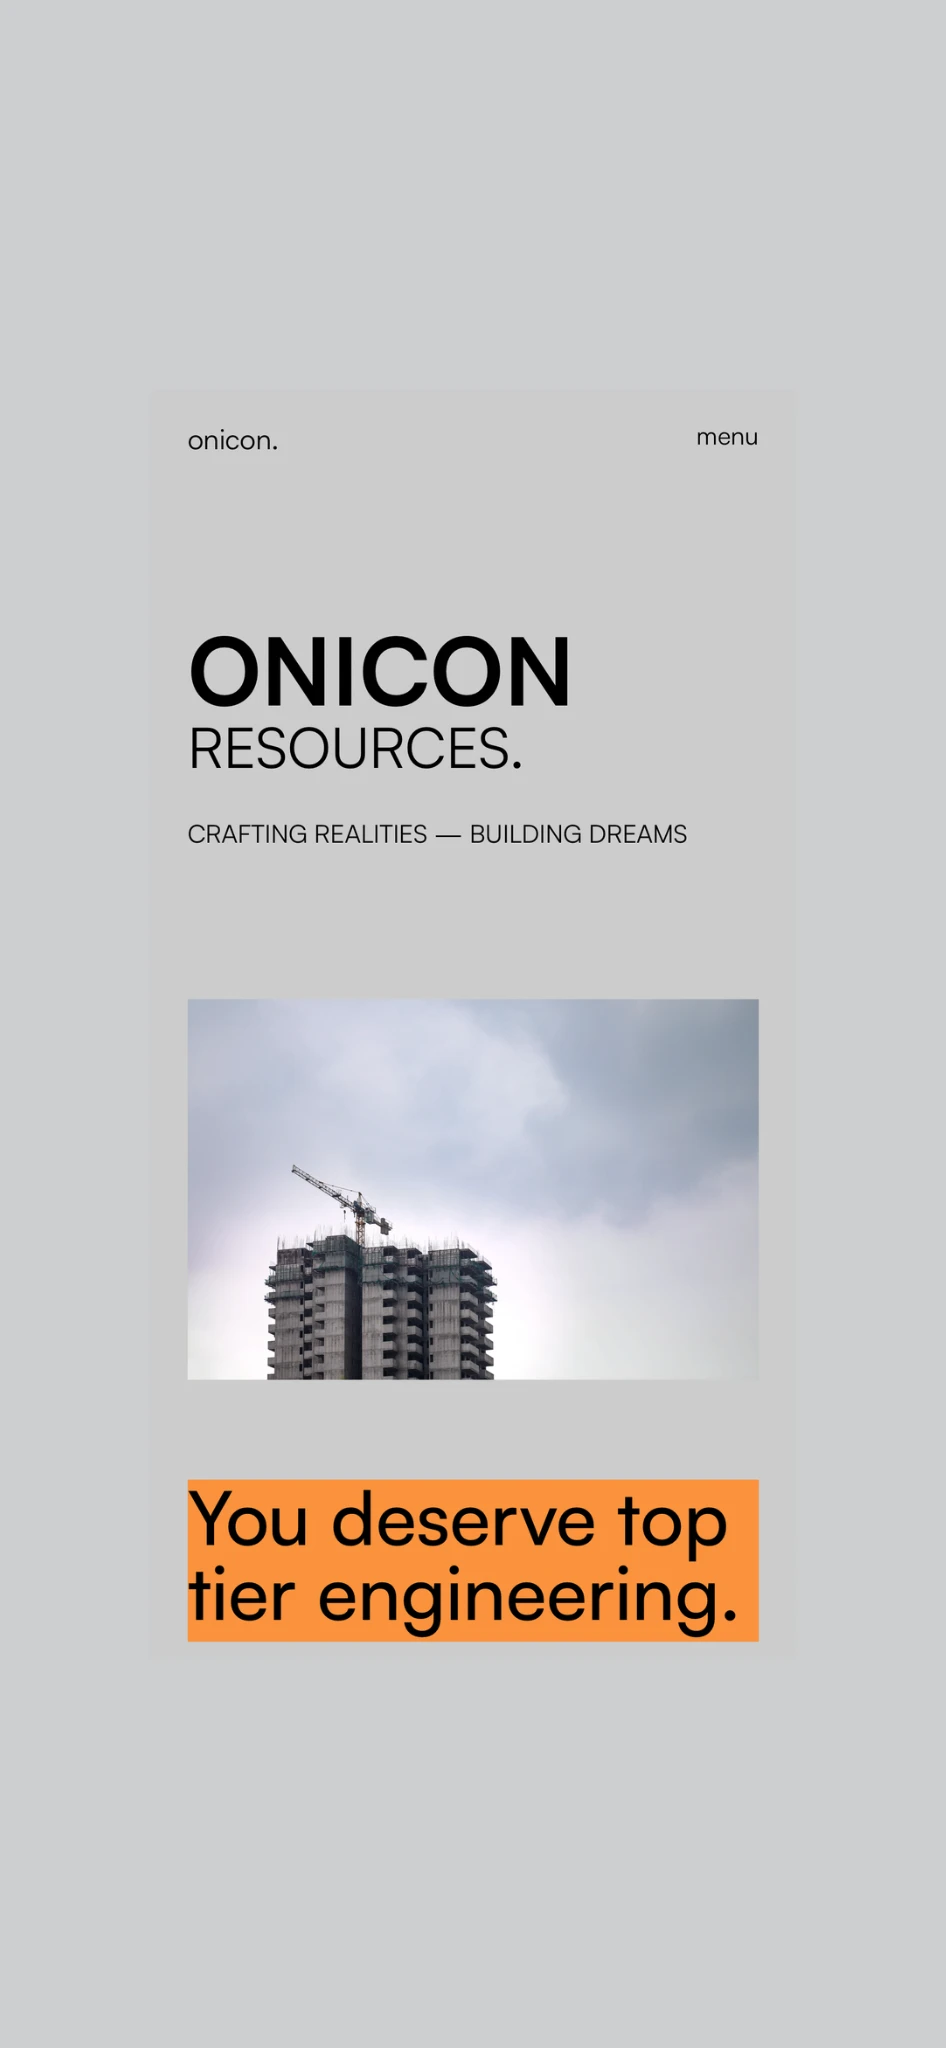 onicon.
menu
ONICON
RESOURCES.
CRAFTING REALITIES — BUILDING DREAMS
You deserve top
tier engineering.